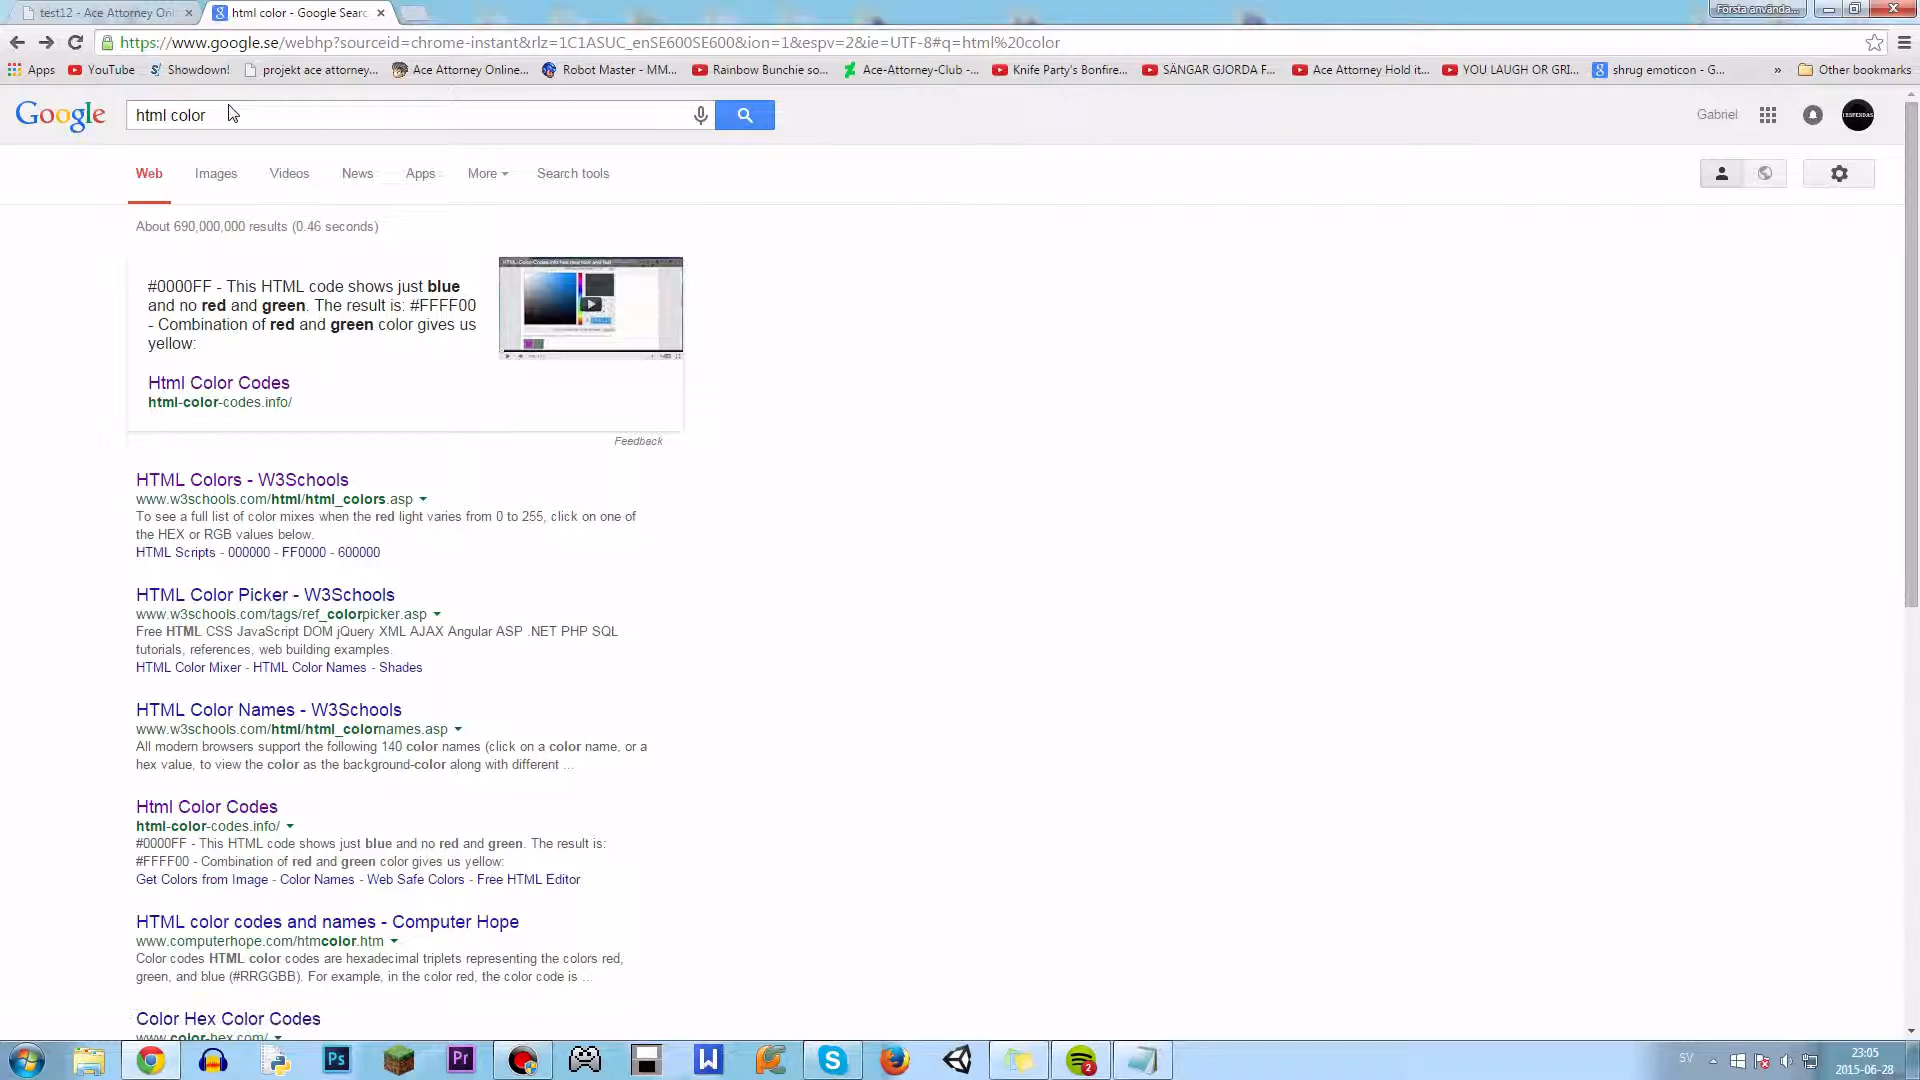 test12 - Ace Attorney Onl
html color - Google Searc
Första använda...
https://www.google.se/webhp?sourceid=chrome-instant&rlz=1C1ASUC_enSE600SE600&ion=1&espv=2&ie=UTF-8#q=html%20color
Apps YouTube Showdown! projekt ace attorney... Ace Attorney Online... Robot Master - MM... Rainbow Bunchie so... Ace-Attorney-Club -... Knife Party's Bonfire... SÄNGAR GJORDA F... Ace Attorney Hold it... YOU LAUGH OR GRI... shrug emoticon - G... » Other bookmarks
Google html color Gabriel
Web Images Videos News Apps More Search tools
About 690,000,000 results (0.46 seconds)
#0000FF - This HTML code shows just blue
and no red and green. The result is: #FFFF00
- Combination of red and green color gives us
yellow:
Html Color Codes
html-color-codes.info/
Feedback
HTML Colors - W3Schools
www.w3schools.com/html/html_colors.asp
To see a full list of color mixes when the red light varies from 0 to 255, click on one of
the HEX or RGB values below.
HTML Scripts - 000000 - FF0000 - 600000
HTML Color Picker - W3Schools
www.w3schools.com/tags/ref_colorpicker.asp
Free HTML CSS JavaScript DOM jQuery XML AJAX Angular ASP .NET PHP SQL
tutorials, references, web building examples.
HTML Color Mixer - HTML Color Names - Shades
HTML Color Names - W3Schools
www.w3schools.com/html/html_colornames.asp
All modern browsers support the following 140 color names (click on a color name, or a
hex value, to view the color as the background-color along with different ...
Html Color Codes
html-color-codes.info/
#0000FF - This HTML code shows just blue and no red and green. The result is:
#FFFF00 - Combination of red and green color gives us yellow:
Get Colors from Image - Color Names - Web Safe Colors - Free HTML Editor
HTML color codes and names - Computer Hope
www.computerhope.com/htmcolor.htm
Color codes HTML color codes are hexadecimal triplets representing the colors red,
green, and blue (#RRGGBB). For example, in the color red, the color code is ...
Color Hex Color Codes
www.color-hex.com/
Ps Pr W S 2
SV
23:05
2015-06-28